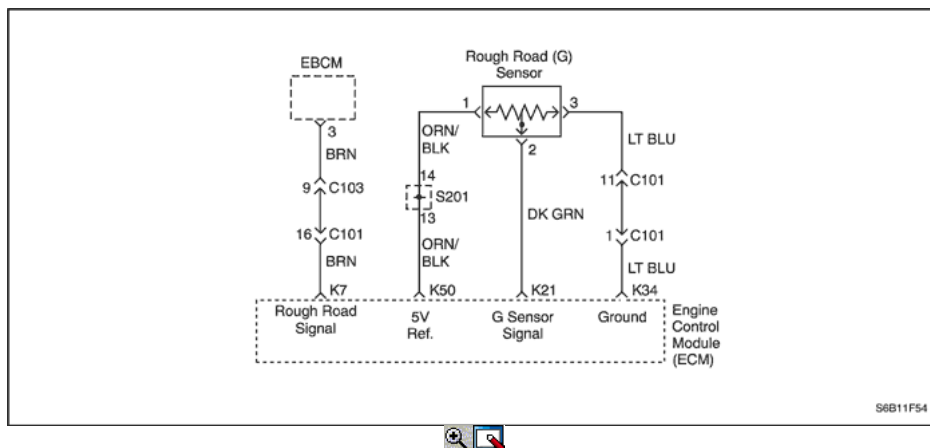 EBCM
Rough Road (G)
Sensor
1
3
3
ORN/
BLK
2
LT BLU
BRN
14
11 C101
9 C103
S201
DK GRN
13
16 C101
ORN/
BLK
1 C101
BRN
LT BLU
K7
K50
K21
K34
Rough Road
Signal
5V
Ref.
G Sensor
Signal
Ground
Engine
Control
Module
(ECM)
S6B11F54